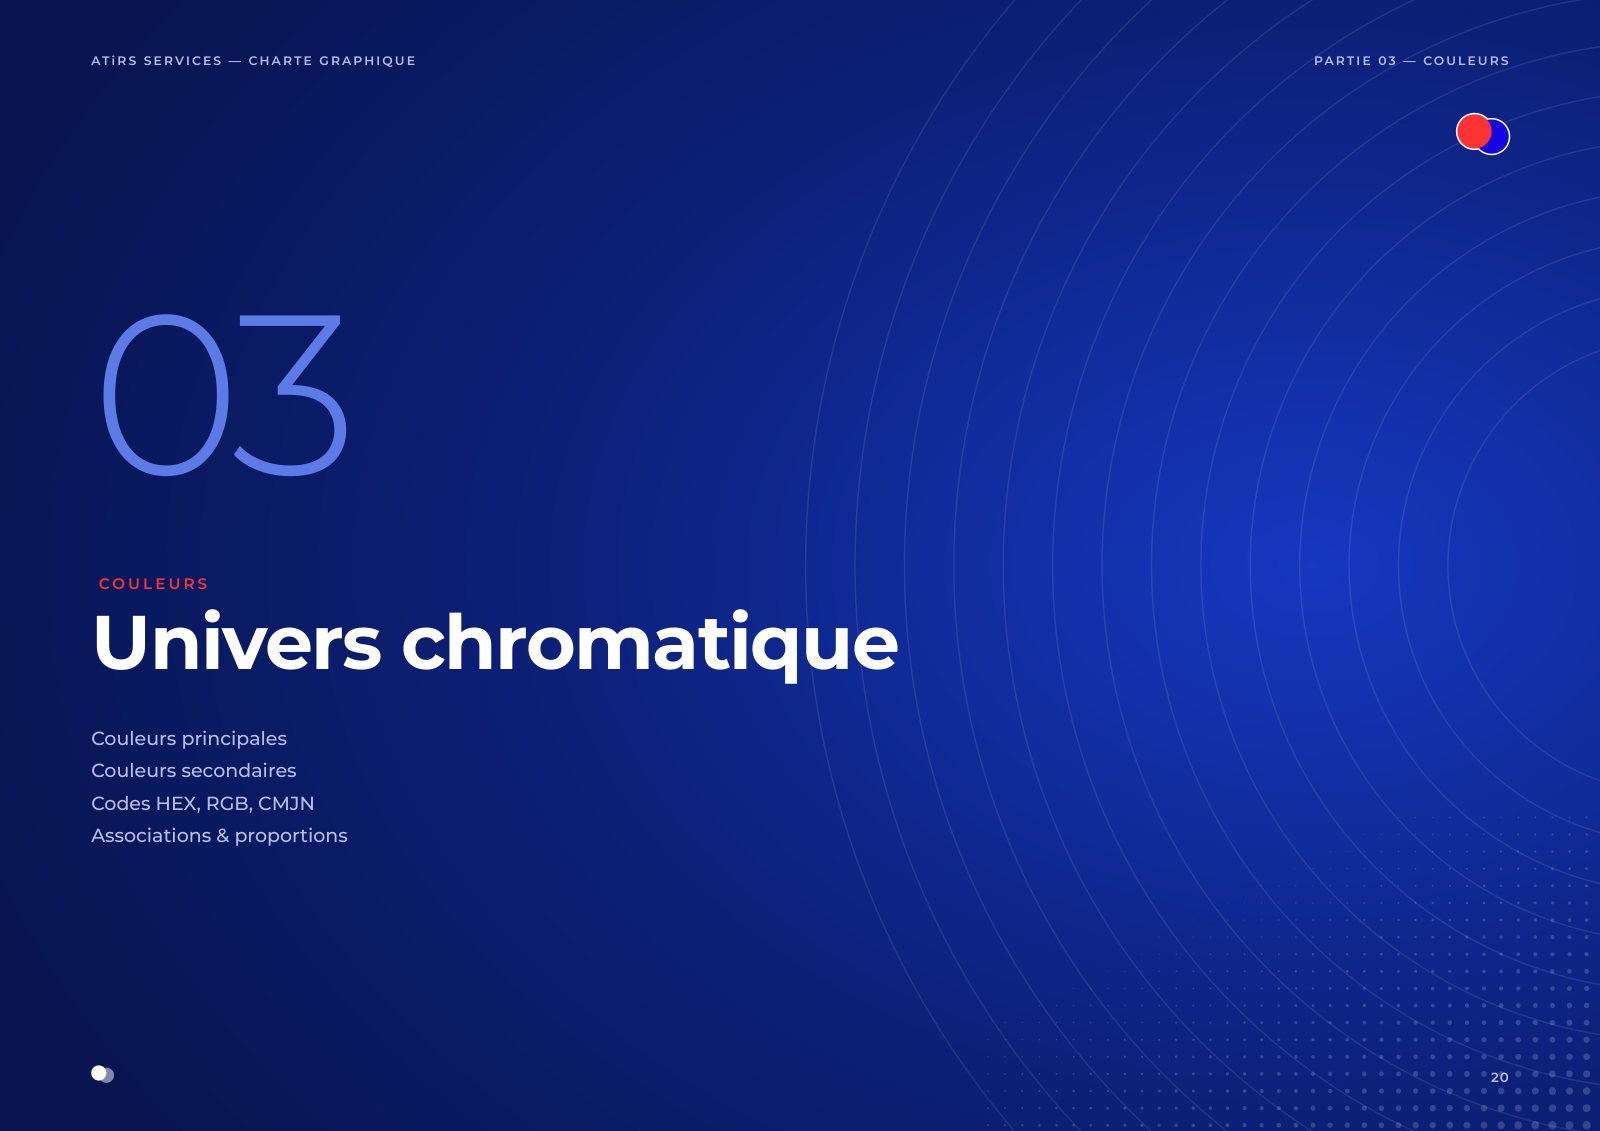 ATiRS SERVICES — CHARTE GRAPHIQUE
PARTIE 03 — COULEURS
03
COULEURS
Univers chromatique
Couleurs principales
Couleurs secondaires
Codes HEX, RGB, CMJN
Associations & proportions
20